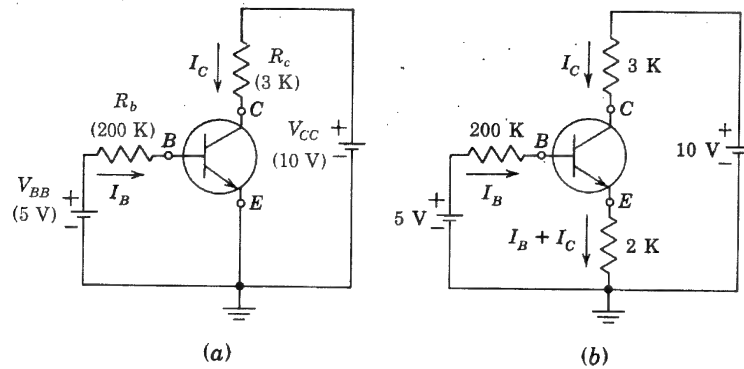 I_C
R_c
(3 K)
C
R_b
(200 K)
B
I_B
V_BB
(5 V)
+
−
E
V_CC
(10 V)
+
−
(a)
I_C
3 K
C
200 K
B
I_B
5 V
+
−
E
I_B + I_C
2 K
10 V
+
−
(b)